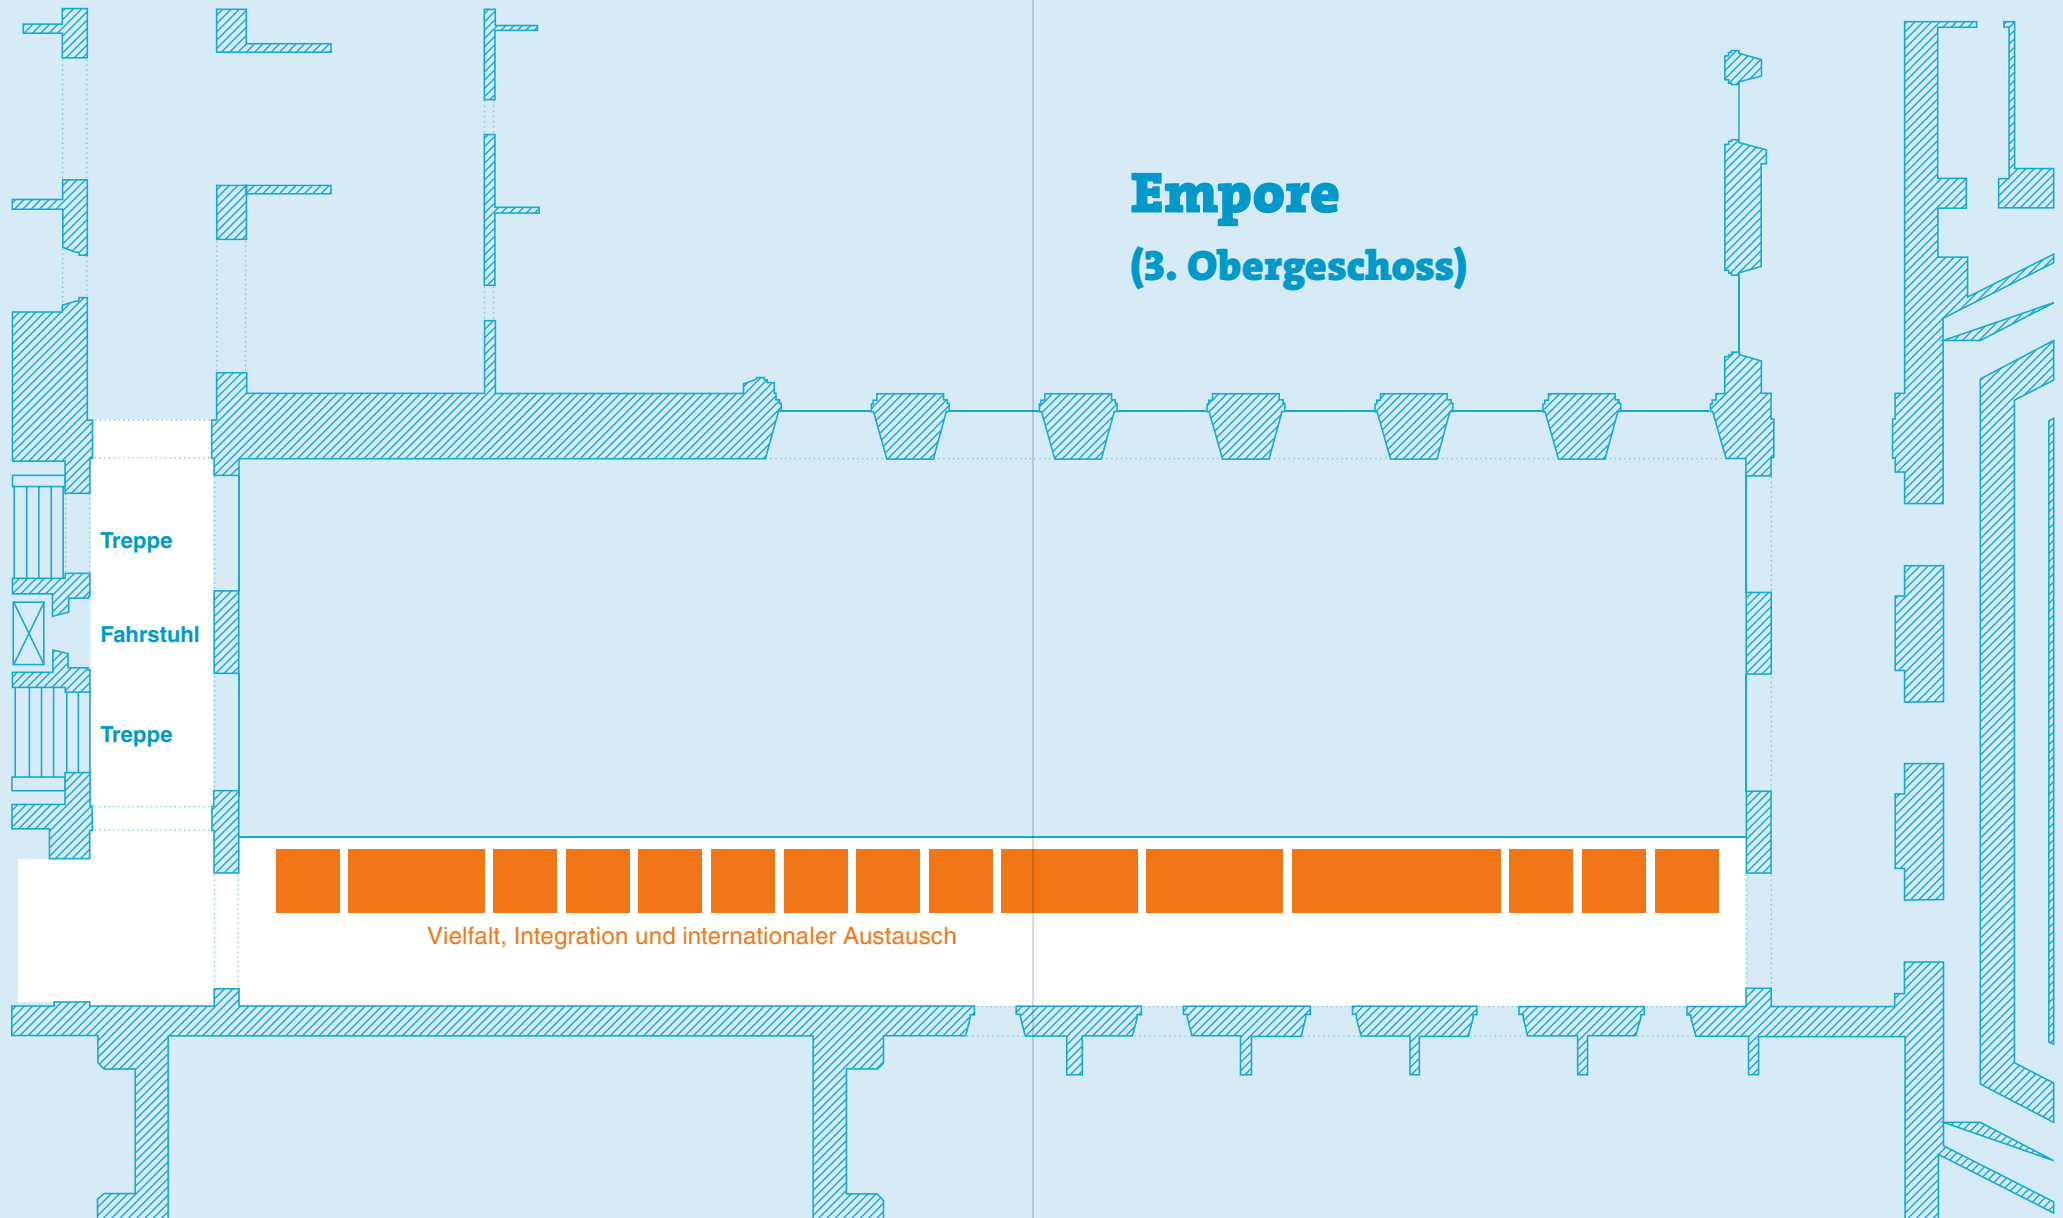 Empore
(3. Obergeschoss)
Treppe
Fahrstuhl
Treppe
Vielfalt, Integration und internationaler Austausch